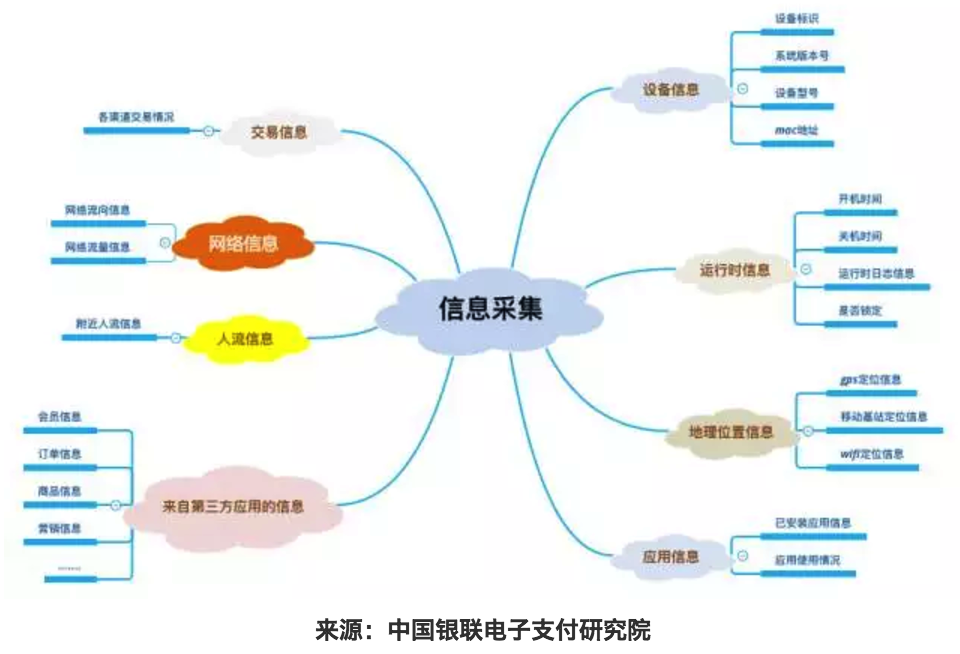 信息采集
设备信息
设备标识
系统版本号
设备型号
mac地址
运行时信息
开机时间
关机时间
运行时日志信息
是否锁定
地理位置信息
gps定位信息
移动基站定位信息
wifi定位信息
应用信息
已安装应用信息
应用使用情况
交易信息
各渠道交易情况
网络信息
网络流向信息
网络流量信息
人流信息
附近人流信息
来自第三方应用的信息
会员信息
订单信息
商品信息
营销信息
来源：中国银联电子支付研究院